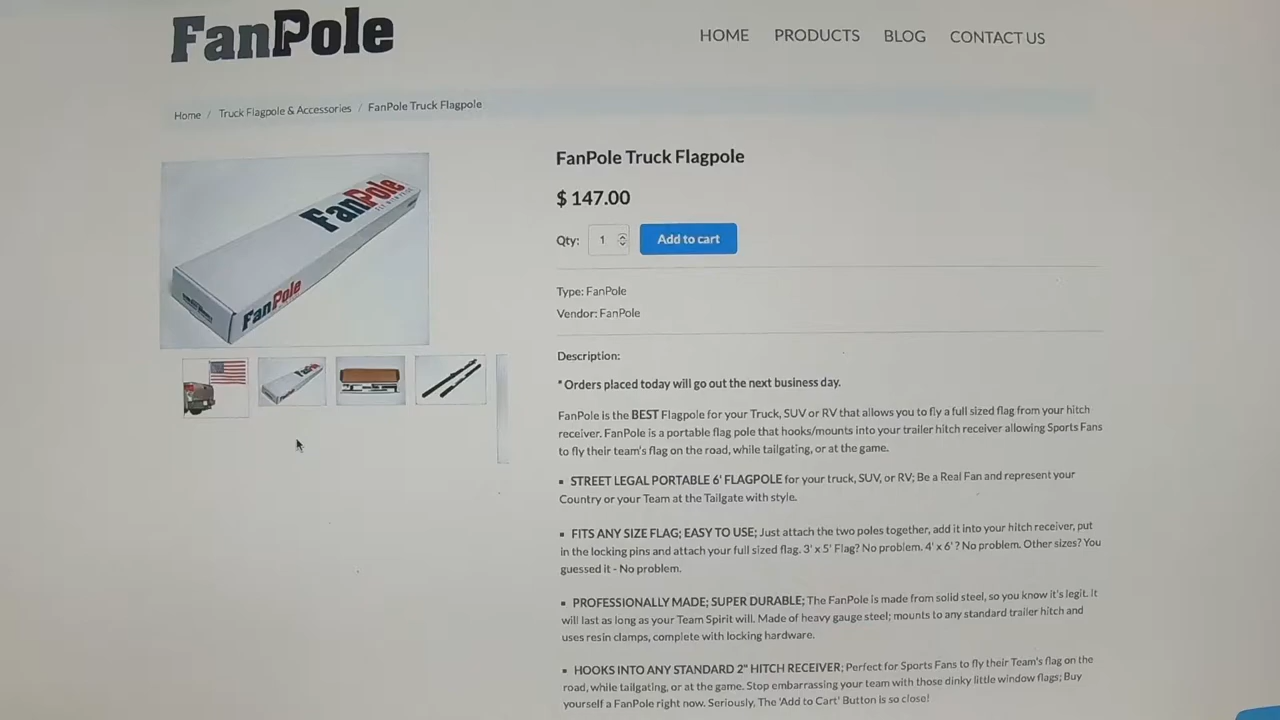 FanPole
HOME PRODUCTS BLOG CONTACT US
Home / Truck Flagpole & Accessories / FanPole Truck Flagpole
FanPole
FanPole
FanPole Truck Flagpole
$ 147.00
Qty: 1 Add to cart
Type: FanPole
Vendor: FanPole
Description:
* Orders placed today will go out the next business day.
FanPole is the BEST Flagpole for your Truck, SUV or RV that allows you to fly a full sized flag from your hitch
receiver. FanPole is a portable flag pole that hooks/mounts into your trailer hitch receiver allowing Sports Fans
to fly their team's flag on the road, while tailgating, or at the game.
▪ STREET LEGAL PORTABLE 6' FLAGPOLE for your truck, SUV, or RV; Be a Real Fan and represent your
Country or your Team at the Tailgate with style.
▪ FITS ANY SIZE FLAG; EASY TO USE; Just attach the two poles together, add it into your hitch receiver, put
in the locking pins and attach your full sized flag. 3' x 5' Flag? No problem. 4' x 6' ? No problem. Other sizes? You
guessed it - No problem.
▪ PROFESSIONALLY MADE; SUPER DURABLE; The FanPole is made from solid steel, so you know it's legit. It
will last as long as your Team Spirit will. Made of heavy gauge steel; mounts to any standard trailer hitch and
uses resin clamps, complete with locking hardware.
▪ HOOKS INTO ANY STANDARD 2" HITCH RECEIVER; Perfect for Sports Fans to fly their Team's flag on the
road, while tailgating, or at the game. Stop embarrassing your team with those dinky little window flags; Buy
yourself a FanPole right now. Seriously. The 'Add to Cart' Button is so close!